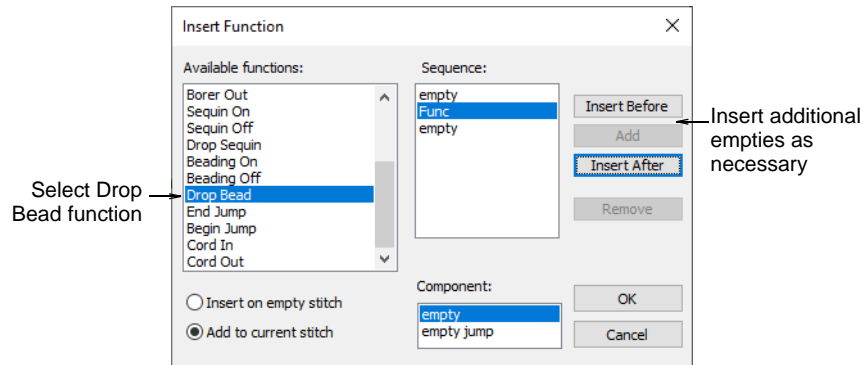 Insert Function
Available functions:
Borer Out
Sequin On
Sequin Off
Drop Sequin
Beading On
Beading Off
Drop Bead
End Jump
Begin Jump
Cord In
Cord Out
Insert on empty stitch
Add to current stitch
Sequence:
empty
Func
empty
Component:
empty
empty jump
Insert Before
Add
Insert After
Remove
OK
Cancel
Select Drop
Bead function
Insert additional
empties as
necessary